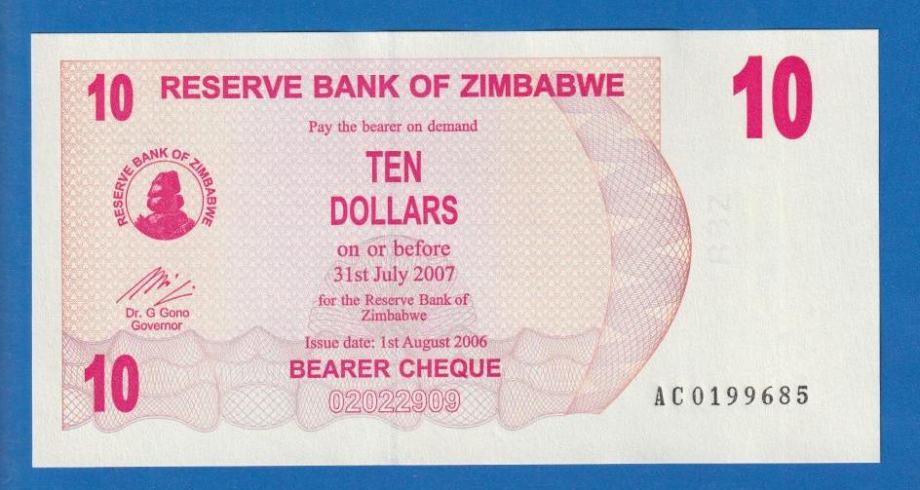 10
RESERVE BANK OF ZIMBABWE
10
Pay the bearer on demand
TEN
DOLLARS
RESERVE BANK OF ZIMBABWE
on or before
31st July 2007
for the Reserve Bank of
Zimbabwe
Dr. G Gono
Governor
Issue date: 1st August 2006
BEARER CHEQUE
10
02022909
AC0199685
RBZ